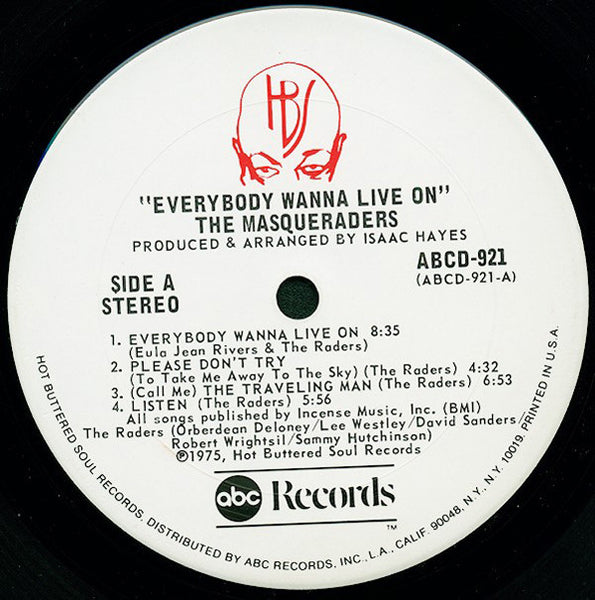 HBS
"EVERYBODY WANNA LIVE ON"
THE MASQUERADERS
PRODUCED & ARRANGED BY ISAAC HAYES
SIDE A
STEREO
ABCD-921
(ABCD-921-A)
1. EVERYBODY WANNA LIVE ON 8:35
(Eula Jean Rivers & The Raders)
2. PLEASE DON'T TRY
(To Take Me Away To The Sky) (The Raders) 4:32
3. (Call Me) THE TRAVELING MAN (The Raders) 6:53
4. LISTEN (The Raders) 5:56
All songs published by Incense Music, Inc. (BMI)
The Raders (Orberdean Deloney/Lee Westley/David Sanders/
Robert Wrightsil/Sammy Hutchinson)
℗1975, Hot Buttered Soul Records
abc Records
™
HOT BUTTERED SOUL RECORDS, DISTRIBUTED BY ABC RECORDS, INC., L.A., CALIF. 90048, N.Y., N.Y. 10019. PRINTED IN U.S.A.